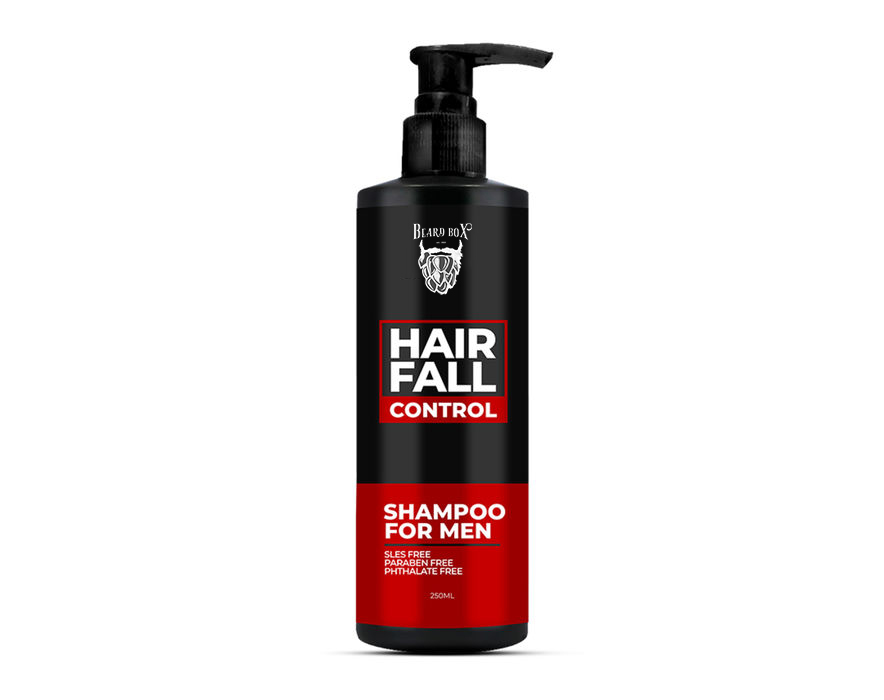 BEARD BOX
HAIR
FALL
CONTROL
SHAMPOO
FOR MEN
SLES FREE
PARABEN FREE
PHTHALATE FREE
250ML